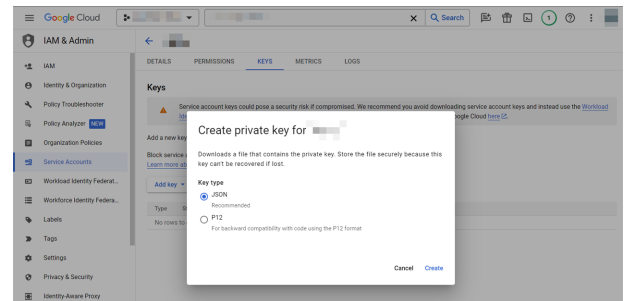 Google Cloud
Search
1
IAM & Admin
DETAILS PERMISSIONS KEYS METRICS LOGS
IAM
Identity & Organization
Policy Troubleshooter
Policy Analyzer NEW
Organization Policies
Service Accounts
Workload Identity Federat...
Workforce Identity Federa...
Labels
Tags
Settings
Privacy & Security
Identity-Aware Proxy
Keys
Service account keys could pose a security risk if compromised. We recommend you avoid downloading service account keys and instead use the Workload
Ide
oogle Cloud here
Add a new key
Block service a
Learn more ab
Add key
Type
No rows to
Create private key for
Downloads a file that contains the private key. Store the file securely because this
key can't be recovered if lost.
Key type
JSON
Recommended
P12
For backward compatibility with code using the P12 format
Cancel Create